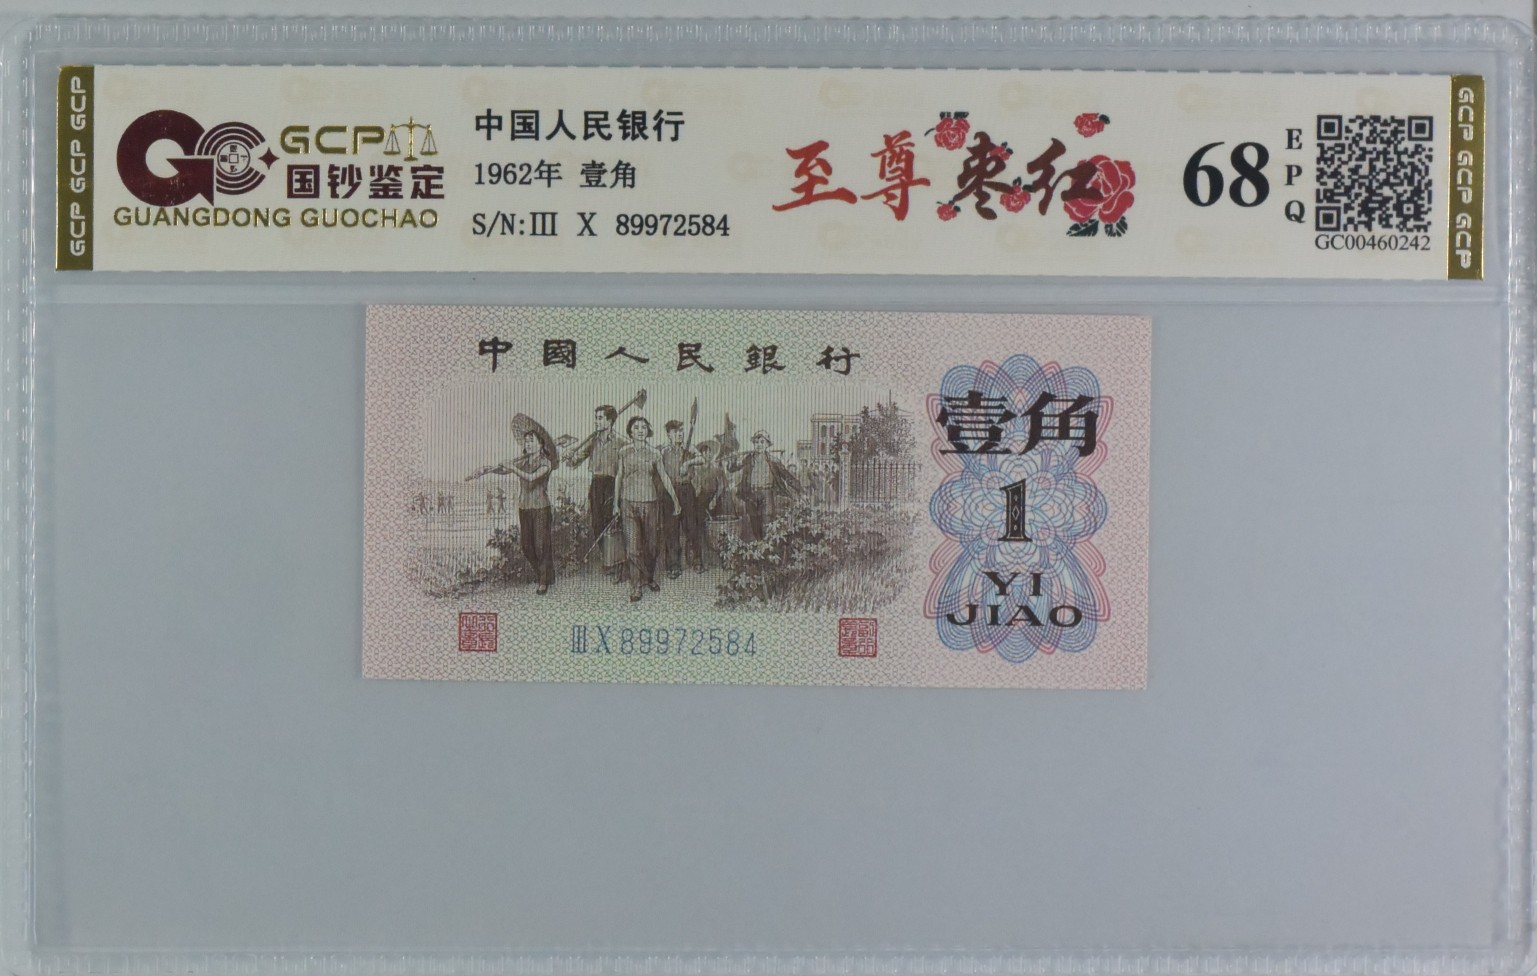 GCP GCP GCP
GCP
国钞鉴定
GUANGDONG GUOCHAO
中国人民银行
1962年 壹角
S/N:III X 89972584
至尊枣红
68
EPQ
GC00460242
GCP GCP GCP
中國人民銀行
壹角
1
YI
JIAO
III X 89972584